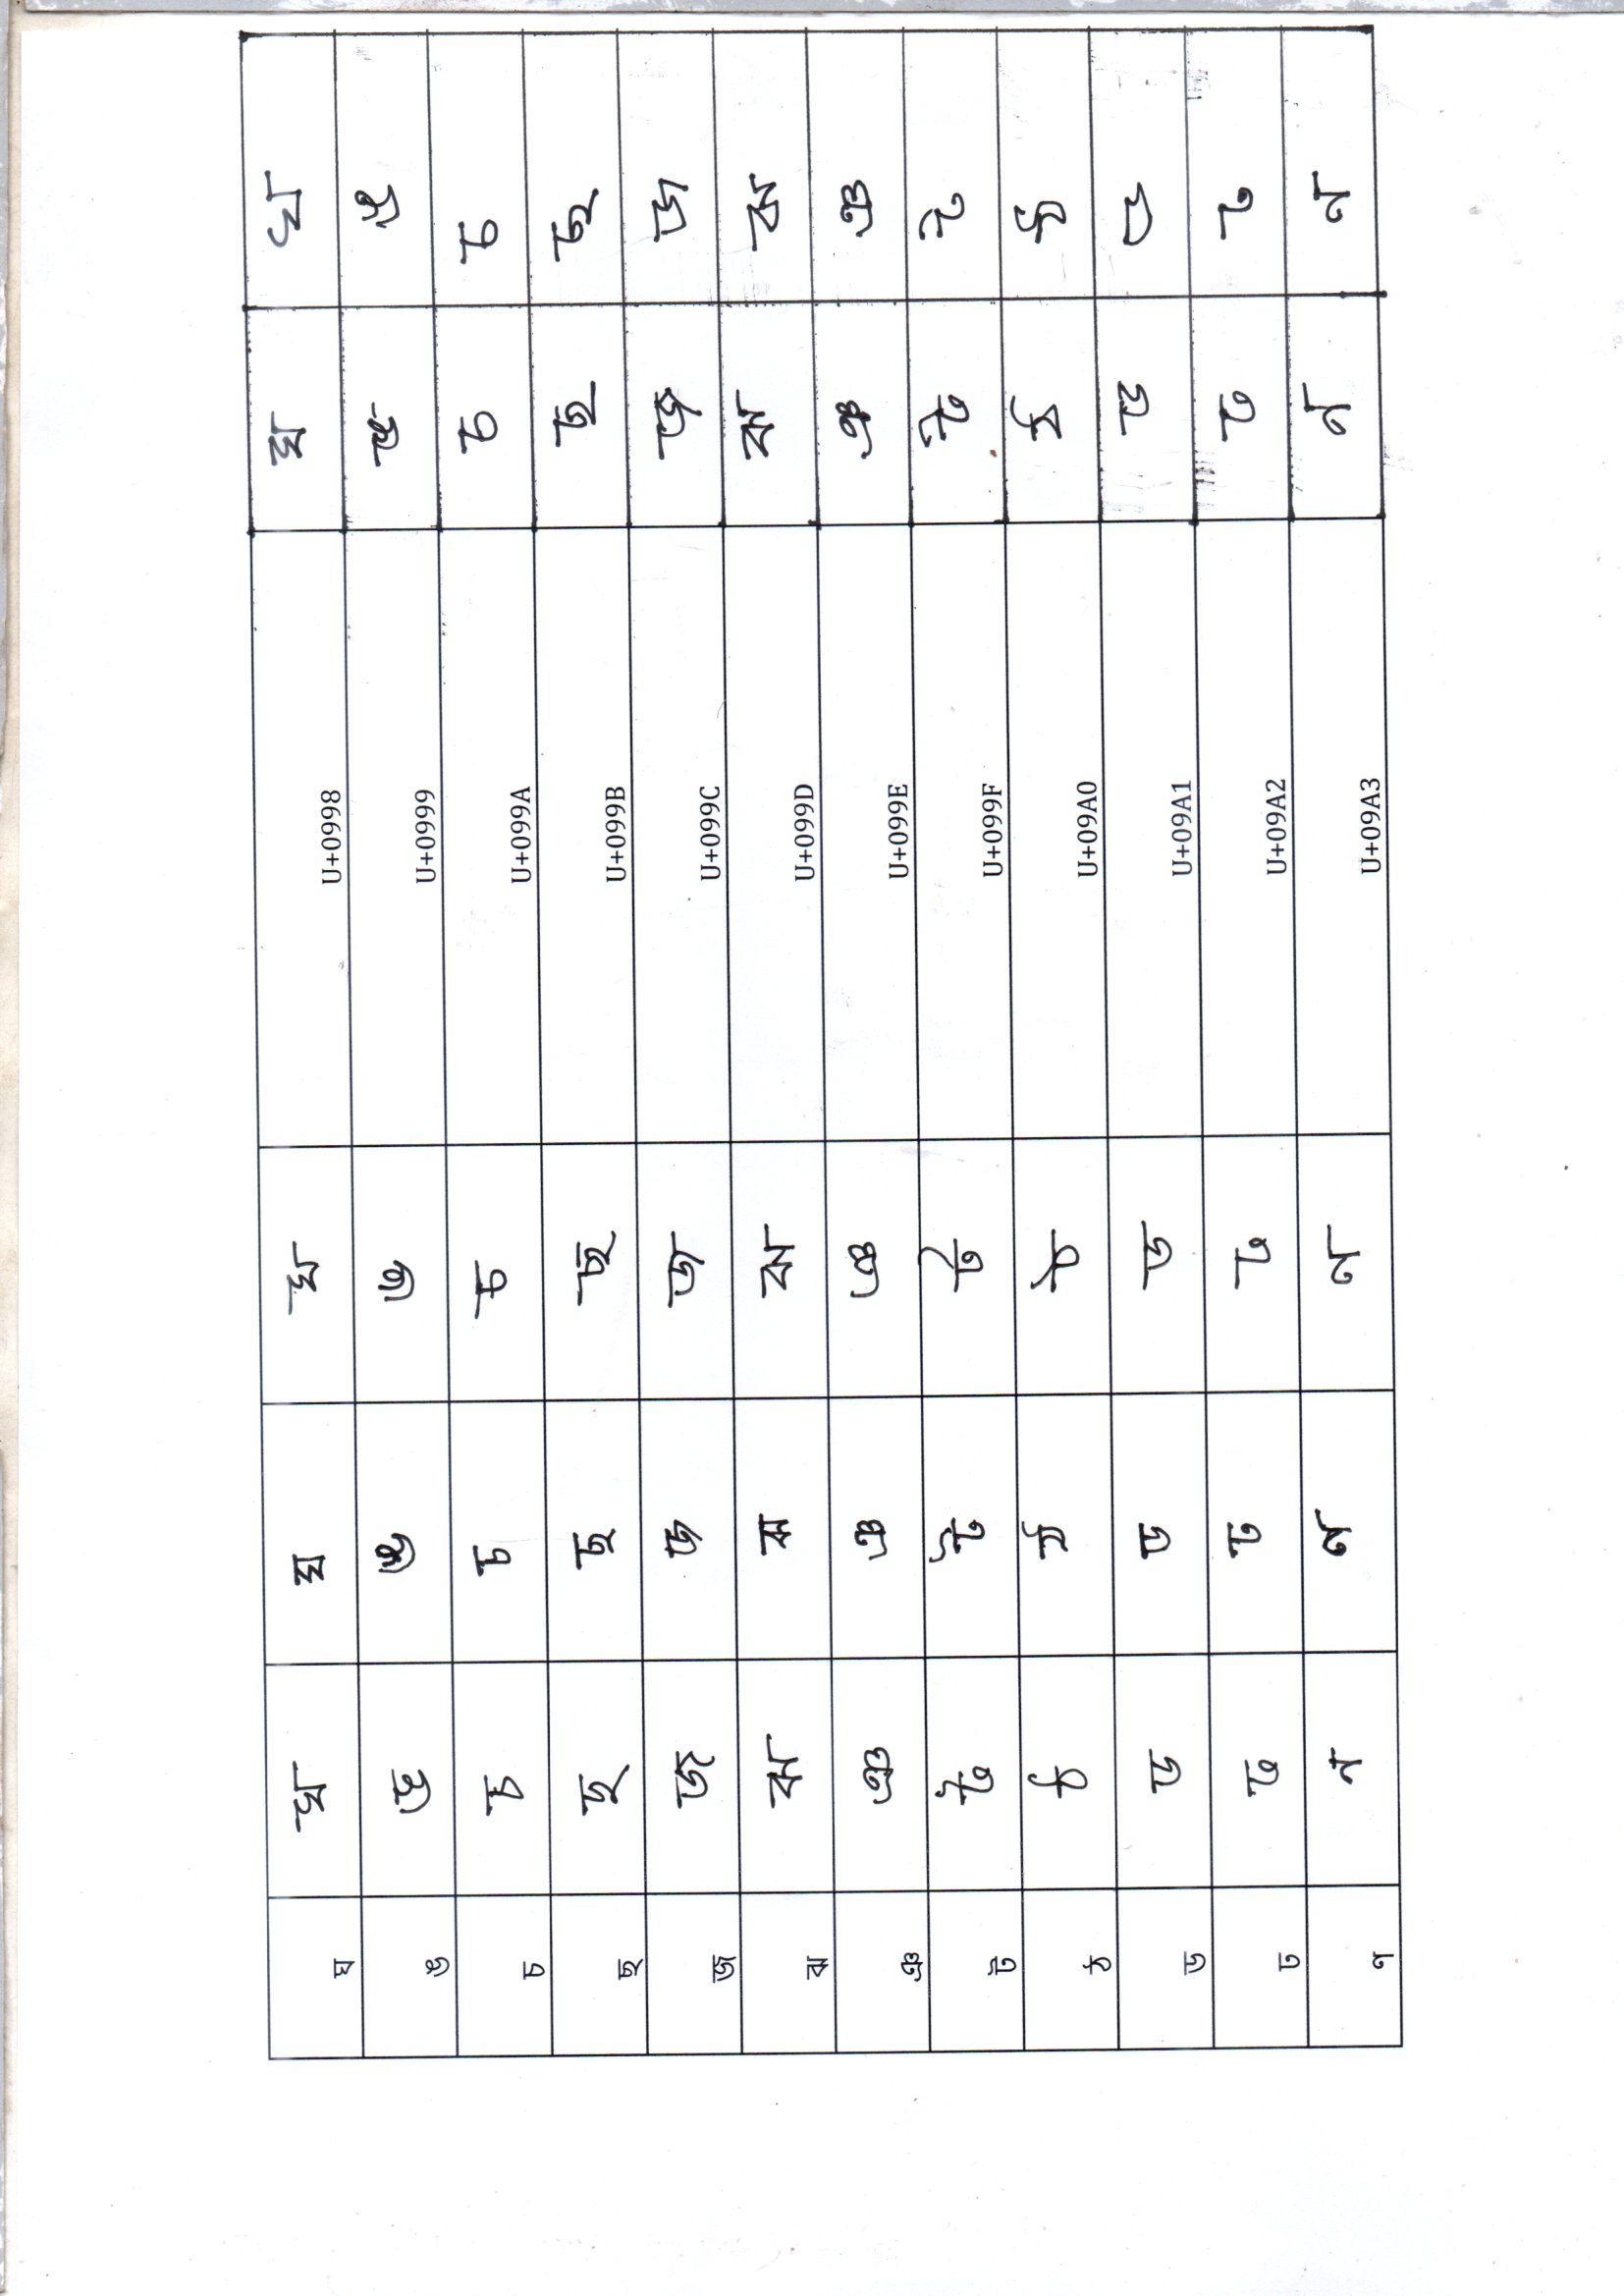 ঘ ঘ ঘ ঘ U+0998 ঘ ঘ
ঙ ঙ ঙ ঙ U+0999 ঙ ঙ
চ চ চ চ U+099A চ চ
ছ ছ ছ ছ U+099B ছ ছ
জ জ জ জ U+099C জ জ
ঝ ঝ ঝ ঝ U+099D ঝ ঝ
ঞ ঞ ঞ ঞ U+099E ঞ ঞ
ট ট ট ট U+099F ট ট
ঠ ঠ ঠ ঠ U+09A0 ঠ ঠ
ড ড ড ড U+09A1 ড ড
ঢ ঢ ঢ ঢ U+09A2 ঢ ঢ
ণ ণ ণ ণ U+09A3 ণ ণ